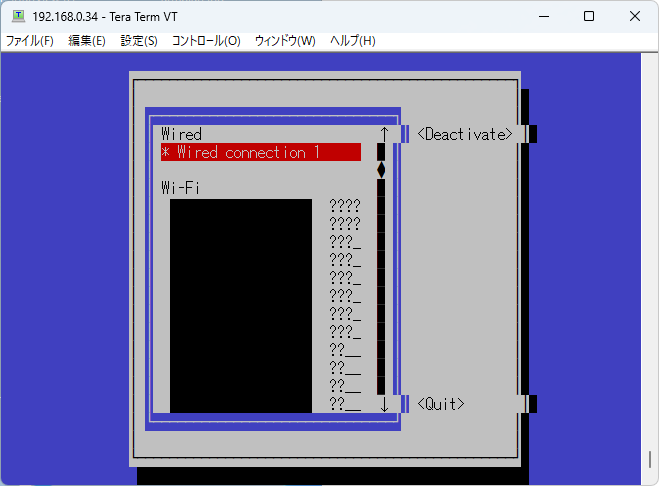 192.168.0.34 - Tera Term VT
ファイル(F) 編集(E) 設定(S) コントロール(O) ウィンドウ(W) ヘルプ(H)
Wired ↑ <Deactivate>
* Wired connection 1
Wi-Fi
????
????
???_
???_
???_
???_
???_
???_
??__
??__
??__
??__ ↓ <Quit>